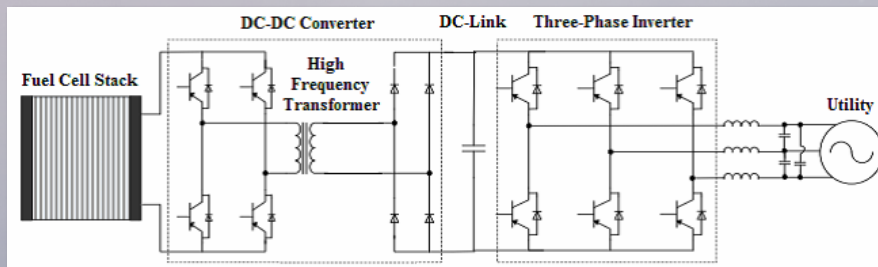 DC-DC Converter
DC-Link
Three-Phase Inverter
Fuel Cell Stack
High
Frequency
Transformer
Utility